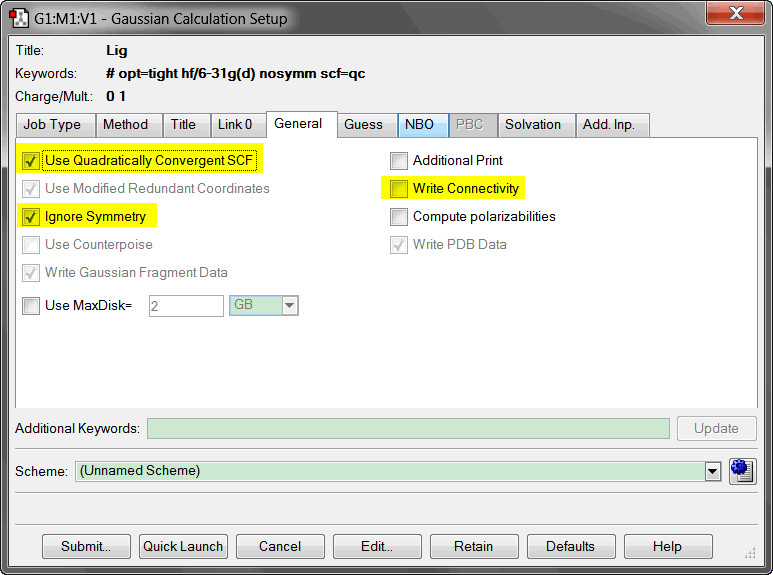 G1:M1:V1 - Gaussian Calculation Setup
Title: Lig
Keywords: # opt=tight hf/6-31g(d) nosymm scf=qc
Charge/Mult.: 0 1
Job Type Method Title Link 0 General Guess NBO PBC Solvation Add. Inp.
Use Quadratically Convergent SCF Additional Print
Use Modified Redundant Coordinates Write Connectivity
Ignore Symmetry Compute polarizabilities
Use Counterpoise Write PDB Data
Write Gaussian Fragment Data
Use MaxDisk= 2 GB
Additional Keywords: Update
Scheme: (Unnamed Scheme)
Submit... Quick Launch Cancel Edit... Retain Defaults Help